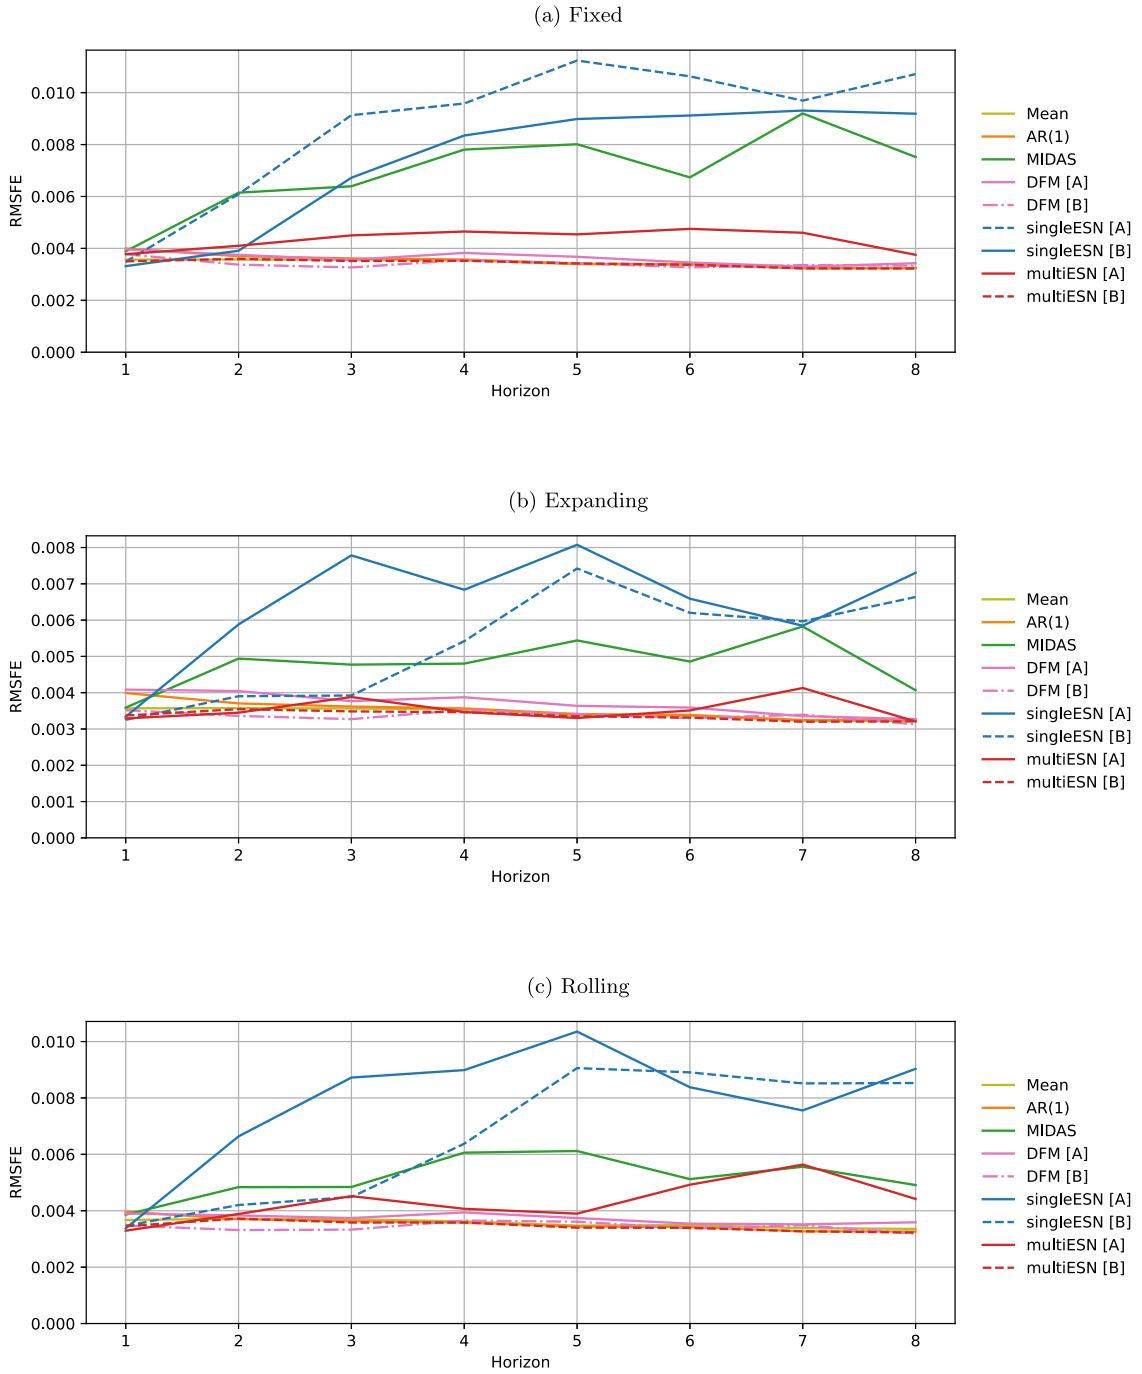 (a) Fixed
0.010
0.008
0.006
0.004
0.002
0.000
RMSFE
1 2 3 4 5 6 7 8
Horizon
Mean
AR(1)
MIDAS
DFM [A]
DFM [B]
singleESN [A]
singleESN [B]
multiESN [A]
multiESN [B]
(b) Expanding
0.008
0.007
0.006
0.005
0.004
0.003
0.002
0.001
0.000
RMSFE
1 2 3 4 5 6 7 8
Horizon
Mean
AR(1)
MIDAS
DFM [A]
DFM [B]
singleESN [A]
singleESN [B]
multiESN [A]
multiESN [B]
(c) Rolling
0.010
0.008
0.006
0.004
0.002
0.000
RMSFE
1 2 3 4 5 6 7 8
Horizon
Mean
AR(1)
MIDAS
DFM [A]
DFM [B]
singleESN [A]
singleESN [B]
multiESN [A]
multiESN [B]